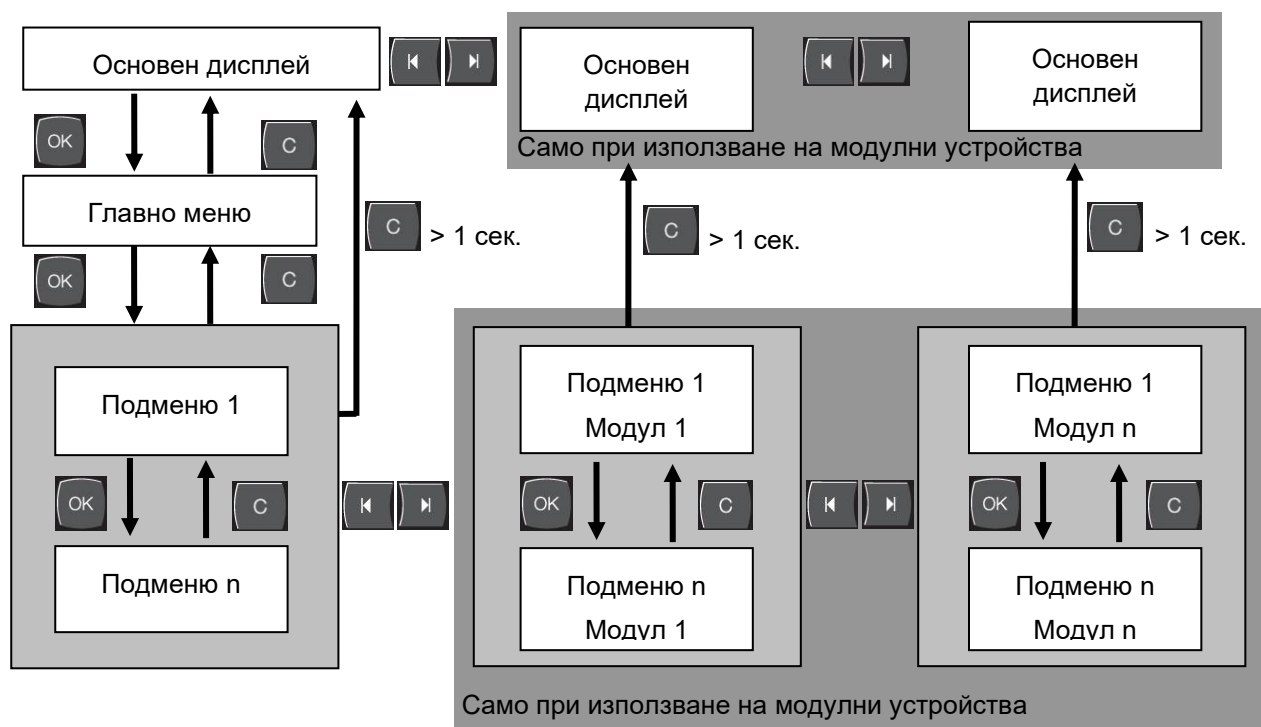 Основен дисплей
Основен
дисплей
Основен
дисплей
Само при използване на модулни устройства
OK
C
Главно меню
C
> 1 сек.
C
> 1 сек.
C
> 1 сек.
OK
C
Подменю 1
Подменю 1
Модул 1
Подменю 1
Модул n
OK
C
OK
C
OK
C
Подменю n
Подменю n
Модул 1
Подменю n
Модул n
Само при използване на модулни устройства